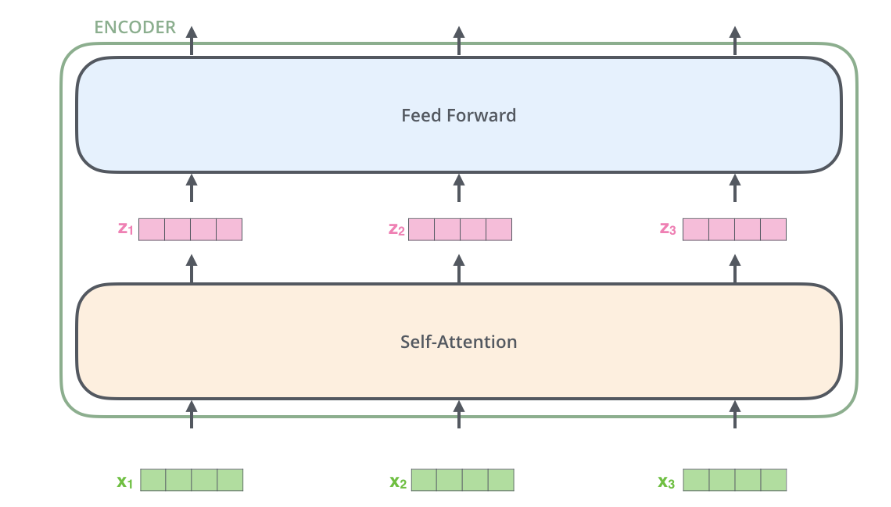 ENCODER
Feed Forward
z1 z2 z3
Self-Attention
x1 x2 x3